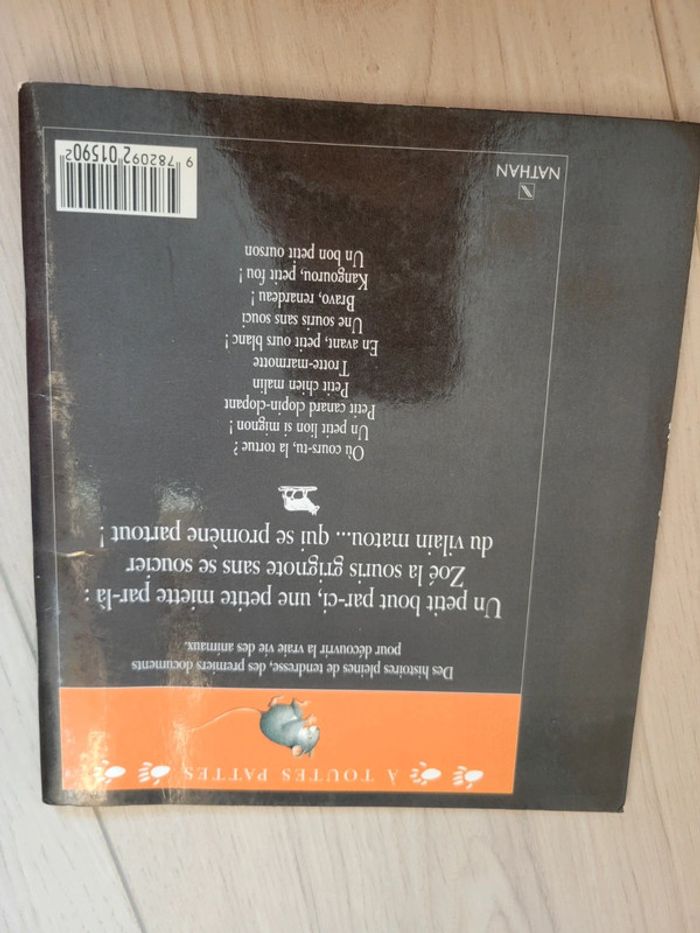 À TOUTES PATTES
Des histoires pleines de tendresse, des premiers documents
pour découvrir la vraie vie des animaux.
Un petit bout par-ci, une petite miette par-là :
Zoé la souris grignote sans se soucier
du vilain matou... qui se promène partout !
Où cours-tu, la tortue ?
Un petit lion si mignon !
Petit canard clopin-clopant
Petit chien malin
Trotte-marmotte
En avant, petit ours blanc !
Une souris sans souci
Bravo, renardeau !
Kangourou, petit fou !
Un bon petit ourson
NATHAN
9 782092 015902